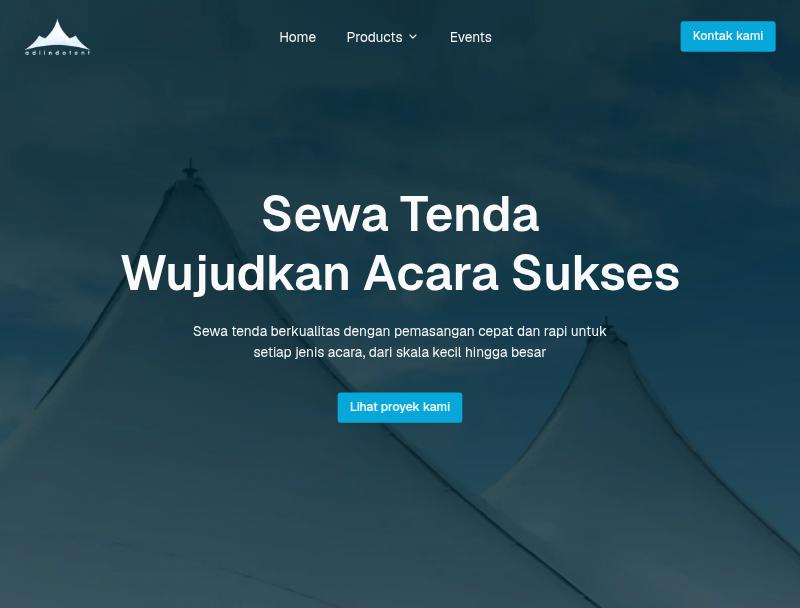 adiindotent
Home
Products
Events
Kontak kami
Sewa Tenda
Wujudkan Acara Sukses
Sewa tenda berkualitas dengan pemasangan cepat dan rapi untuk
setiap jenis acara, dari skala kecil hingga besar
Lihat proyek kami